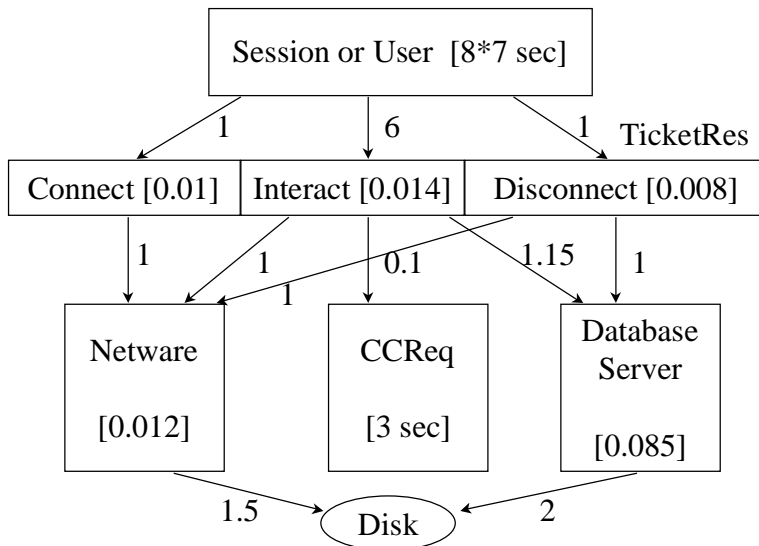 Session or User [8*7 sec]
1
6
1
TicketRes
Connect [0.01]
Interact [0.014]
Disconnect [0.008]
1
1
1
0.1
1.15
1
Netware
[0.012]
CCReq
[3 sec]
Database
Server
[0.085]
1.5
Disk
2